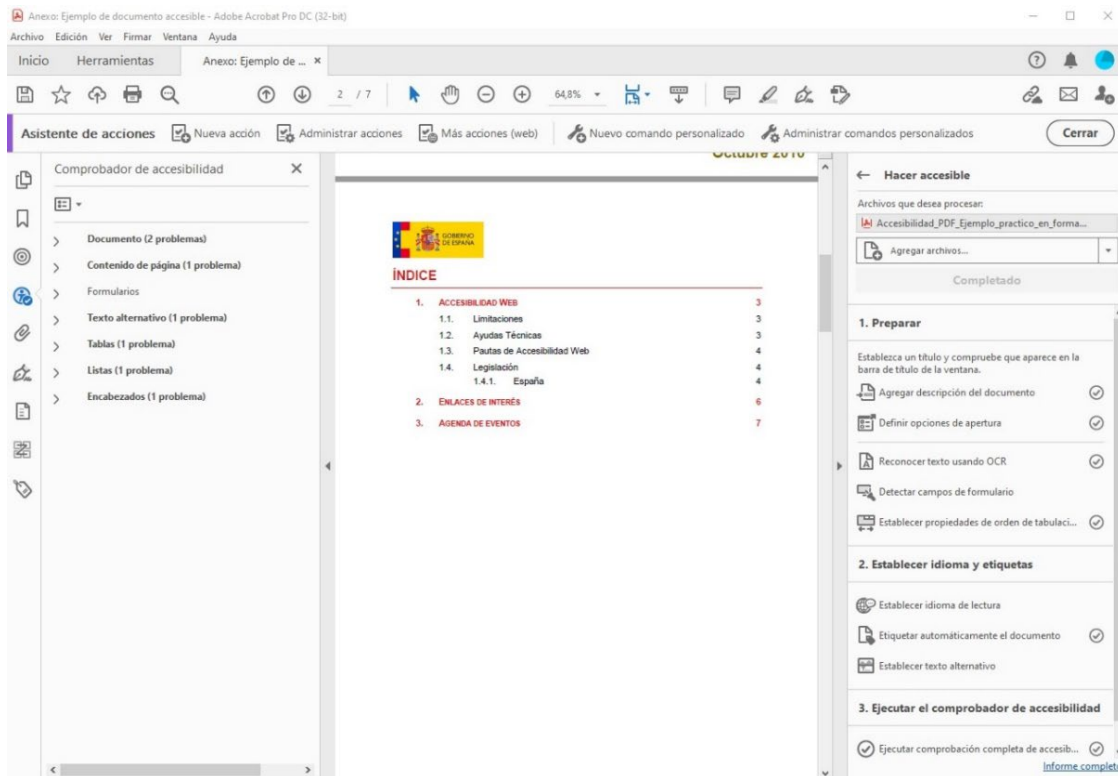 Anexo: Ejemplo de documento accesible - Adobe Acrobat Pro DC (32-bit)
Archivo Edición Ver Firmar Ventana Ayuda
Inicio Herramientas Anexo: Ejemplo de ... ×
2 / 7 64,8%
Asistente de acciones Nueva acción Administrar acciones Más acciones (web) Nuevo comando personalizado Administrar comandos personalizados Cerrar
Comprobador de accesibilidad
Documento (2 problemas)
Contenido de página (1 problema)
Formularios
Texto alternativo (1 problema)
Tablas (1 problema)
Listas (1 problema)
Encabezados (1 problema)
Octubre 2010
GOBIERNO
DE ESPAÑA
ÍNDICE
1. ACCESIBILIDAD WEB 3
1.1. Limitaciones 3
1.2. Ayudas Técnicas 3
1.3. Pautas de Accesibilidad Web 4
1.4. Legislación 4
1.4.1. España 4
2. ENLACES DE INTERÉS 6
3. AGENDA DE EVENTOS 7
Hacer accesible
Archivos que desea procesar:
Accesibilidad_PDF_Ejemplo_practico_en_forma...
Agregar archivos...
Completado
1. Preparar
Establezca un título y compruebe que aparece en la
barra de título de la ventana.
Agregar descripción del documento
Definir opciones de apertura
Reconocer texto usando OCR
Detectar campos de formulario
Establecer propiedades de orden de tabulaci...
2. Establecer idioma y etiquetas
Establecer idioma de lectura
Etiquetar automáticamente el documento
Establecer texto alternativo
3. Ejecutar el comprobador de accesibilidad
Ejecutar comprobación completa de accesib...
Informe complet